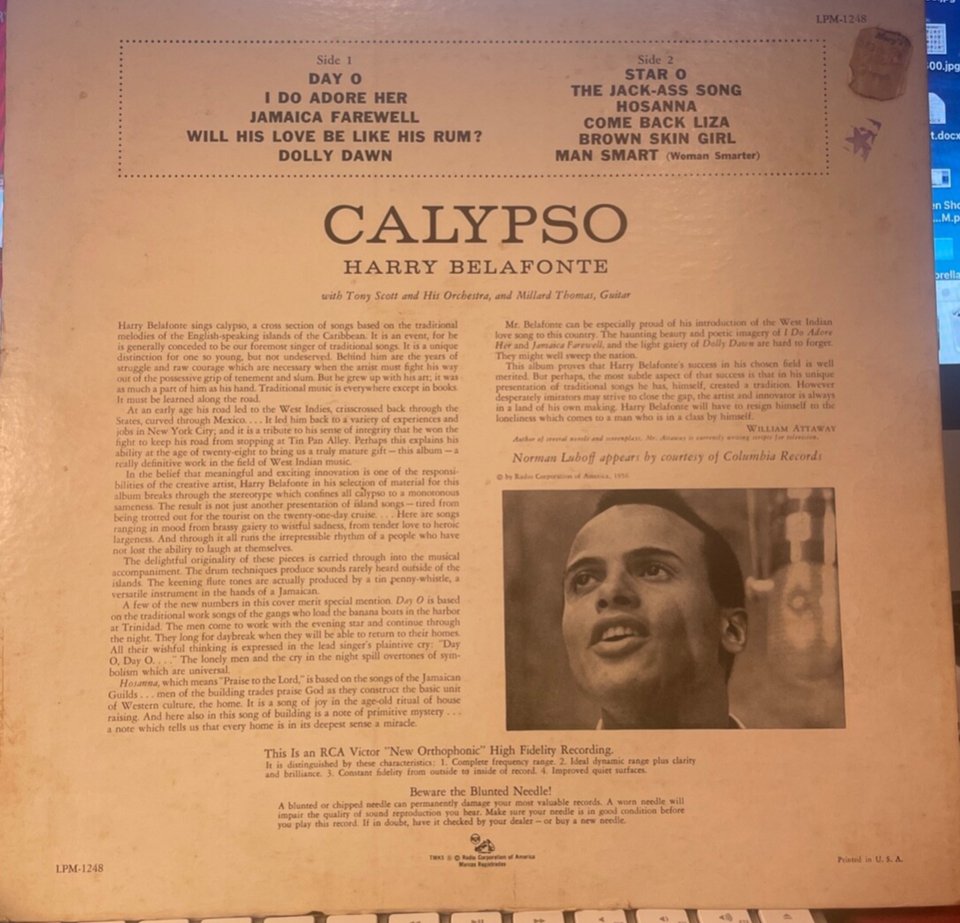 LPM-1248
Side 1
DAY O
I DO ADORE HER
JAMAICA FAREWELL
WILL HIS LOVE BE LIKE HIS RUM?
DOLLY DAWN
Side 2
STAR O
THE JACK-ASS SONG
HOSANNA
COME BACK LIZA
BROWN SKIN GIRL
MAN SMART (Woman Smarter)
CALYPSO
HARRY BELAFONTE
with Tony Scott and His Orchestra, and Millard Thomas, Guitar
Harry Belafonte sings calypso, a cross section of songs based on the traditional
melodies of the English-speaking islands of the Caribbean. It is an event, for he
is generally conceded to be our foremost singer of traditional songs. It is a unique
distinction for one so young, but not undeserved. Behind him are the years of
struggle and raw courage which are necessary when the artist must fight his way
out of the possessive grip of tenement and slum. But he grew up with his art; it was
as much a part of him as his hand. Traditional music is everywhere except in books.
It must be learned along the road.
At an early age his road led to the West Indies, crisscrossed back through the
States, curved through Mexico. . . . It led him back to a variety of experiences and
jobs in New York City; and it is a tribute to his sense of integrity that he won the
fight to keep his road from stopping at Tin Pan Alley. Perhaps this explains his
ability at the age of twenty-eight to bring us a truly mature gift — this album — a
really definitive work in the field of West Indian music.
In the belief that meaningful and exciting innovation is one of the responsi-
bilities of the creative artist, Harry Belafonte in his selection of material for this
album breaks through the stereotype which confines all calypso to a monotonous
sameness. The result is not just another presentation of island songs — tired from
being trotted out for the tourist on the twenty-one-day cruise. . . . Here are songs
ranging in mood from brassy gaiety to wistful sadness, from tender love to heroic
largeness. And through it all runs the irrepressible rhythm of a people who have
not lost the ability to laugh at themselves.
The delightful originality of these pieces is carried through into the musical
accompaniment. The drum techniques produce sounds rarely heard outside of the
islands. The keening flute tones are actually produced by a tin penny-whistle, a
versatile instrument in the hands of a Jamaican.
A few of the new numbers in this cover merit special mention. Day O is based
on the traditional work songs of the gangs who load the banana boats in the harbor
at Trinidad. The men come to work with the evening star and continue through
the night. They long for daybreak when they will be able to return to their homes.
All their wishful thinking is expressed in the lead singer's plaintive cry: "Day
O, Day O. . . ." The lonely men and the cry in the night spill overtones of sym-
bolism which are universal.
Hosanna, which means "Praise to the Lord," is based on the songs of the Jamaican
Guilds . . . men of the building trades praise God as they construct the basic unit
of Western culture, the home. It is a song of joy in the age-old ritual of house
raising. And here also in this song of building is a note of primitive mystery . . .
a note which tells us that every home is in its deepest sense a miracle.
Mr. Belafonte can be especially proud of his introduction of the West Indian
love song to this country. The haunting beauty and poetic imagery of I Do Adore
Her and Jamaica Farewell, and the light gaiety of Dolly Dawn are hard to forget.
They might well sweep the nation.
This album proves that Harry Belafonte's success in his chosen field is well
merited. But perhaps, the most subtle aspect of that success is that in his unique
presentation of traditional songs he has, himself, created a tradition. However
desperately imitators may strive to close the gap, the artist and innovator is always
in a land of his own making. Harry Belafonte will have to resign himself to the
loneliness which comes to a man who is in a class by himself.
WILLIAM ATTAWAY
Author of several novels and screenplays, Mr. Attaway is currently writing scripts for television.
Norman Luboff appears by courtesy of Columbia Records
© by Radio Corporation of America, 1956
This Is an RCA Victor "New Orthophonic" High Fidelity Recording.
It is distinguished by these characteristics: 1. Complete frequency range. 2. Ideal dynamic range plus clarity
and brilliance. 3. Constant fidelity from outside to inside of record. 4. Improved quiet surfaces.
Beware the Blunted Needle!
A blunted or chipped needle can permanently damage your most valuable records. A worn needle will
impair the quality of sound reproduction you hear. Make sure your needle is in good condition before
you play this record. If in doubt, have it checked by your dealer — or buy a new needle.
TMKS ® © Radio Corporation of America
Marcas Registradas
LPM-1248
Printed in U. S. A.
00.jpg
t.docx